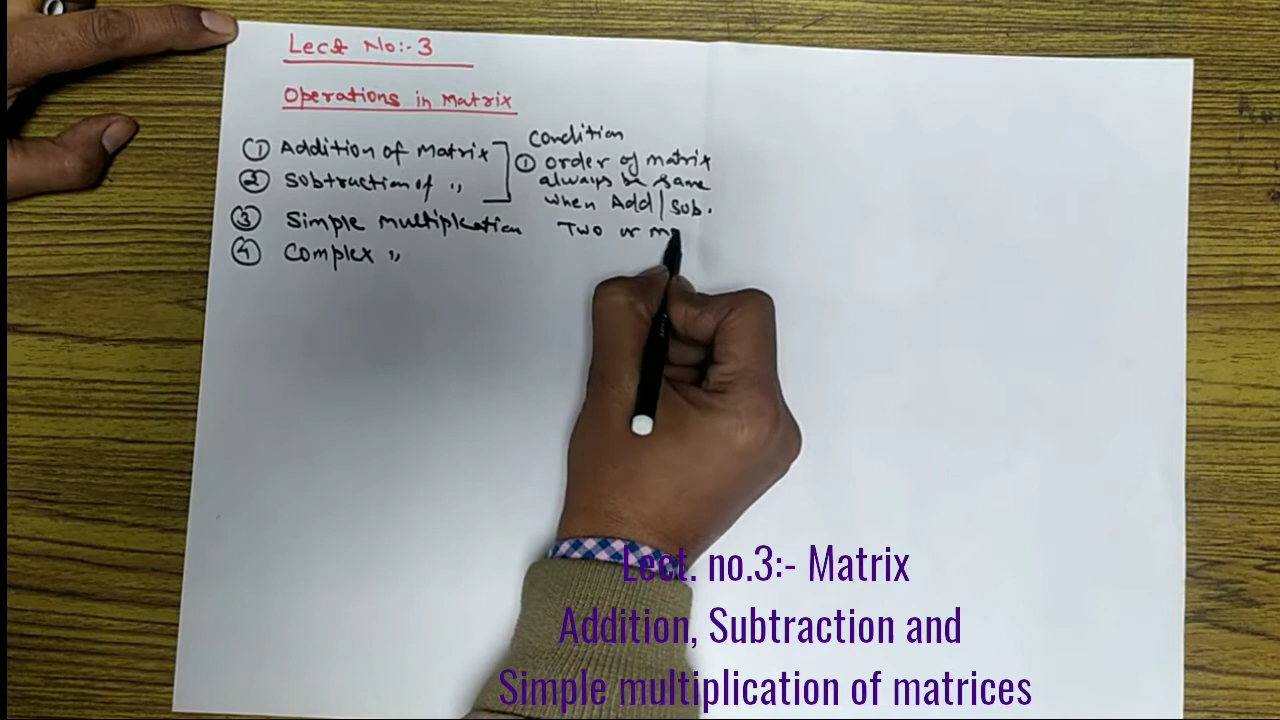 Lect No:- 3
Operations in Matrix
① Addition of Matrix
② Subtraction of ,,
③ Simple multiplication
④ Complex ,,
Condition
① order of matrix
always be same
when Add / Sub.
Two or mo
Lect. no.3:- Matrix
Addition, Subtraction and
Simple multiplication of matrices